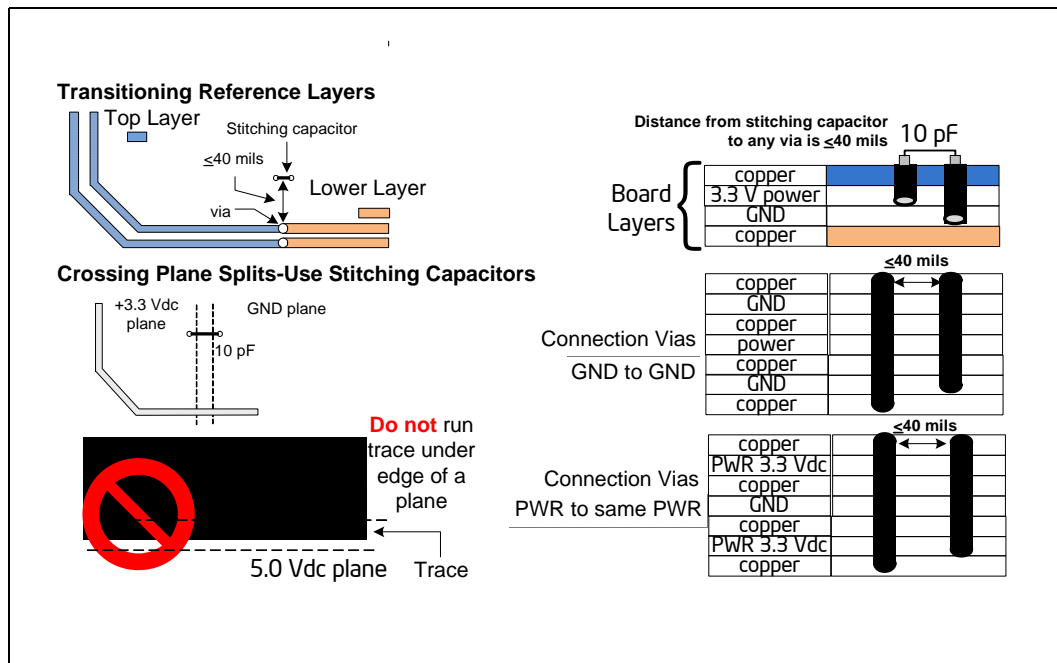 Transitioning Reference Layers
Top Layer
Stitching capacitor
≤40 mils
Lower Layer
via
Crossing Plane Splits-Use Stitching Capacitors
+3.3 Vdc
plane
GND plane
10 pF
Do not run
trace under
edge of a
plane
5.0 Vdc plane
Trace
Distance from stitching capacitor
to any via is ≤40 mils
10 pF
Board
Layers
copper
3.3 V power
GND
copper
≤40 mils
Connection Vias
GND to GND
copper
GND
copper
power
copper
GND
copper
≤40 mils
Connection Vias
PWR to same PWR
copper
PWR 3.3 Vdc
copper
GND
copper
PWR 3.3 Vdc
copper